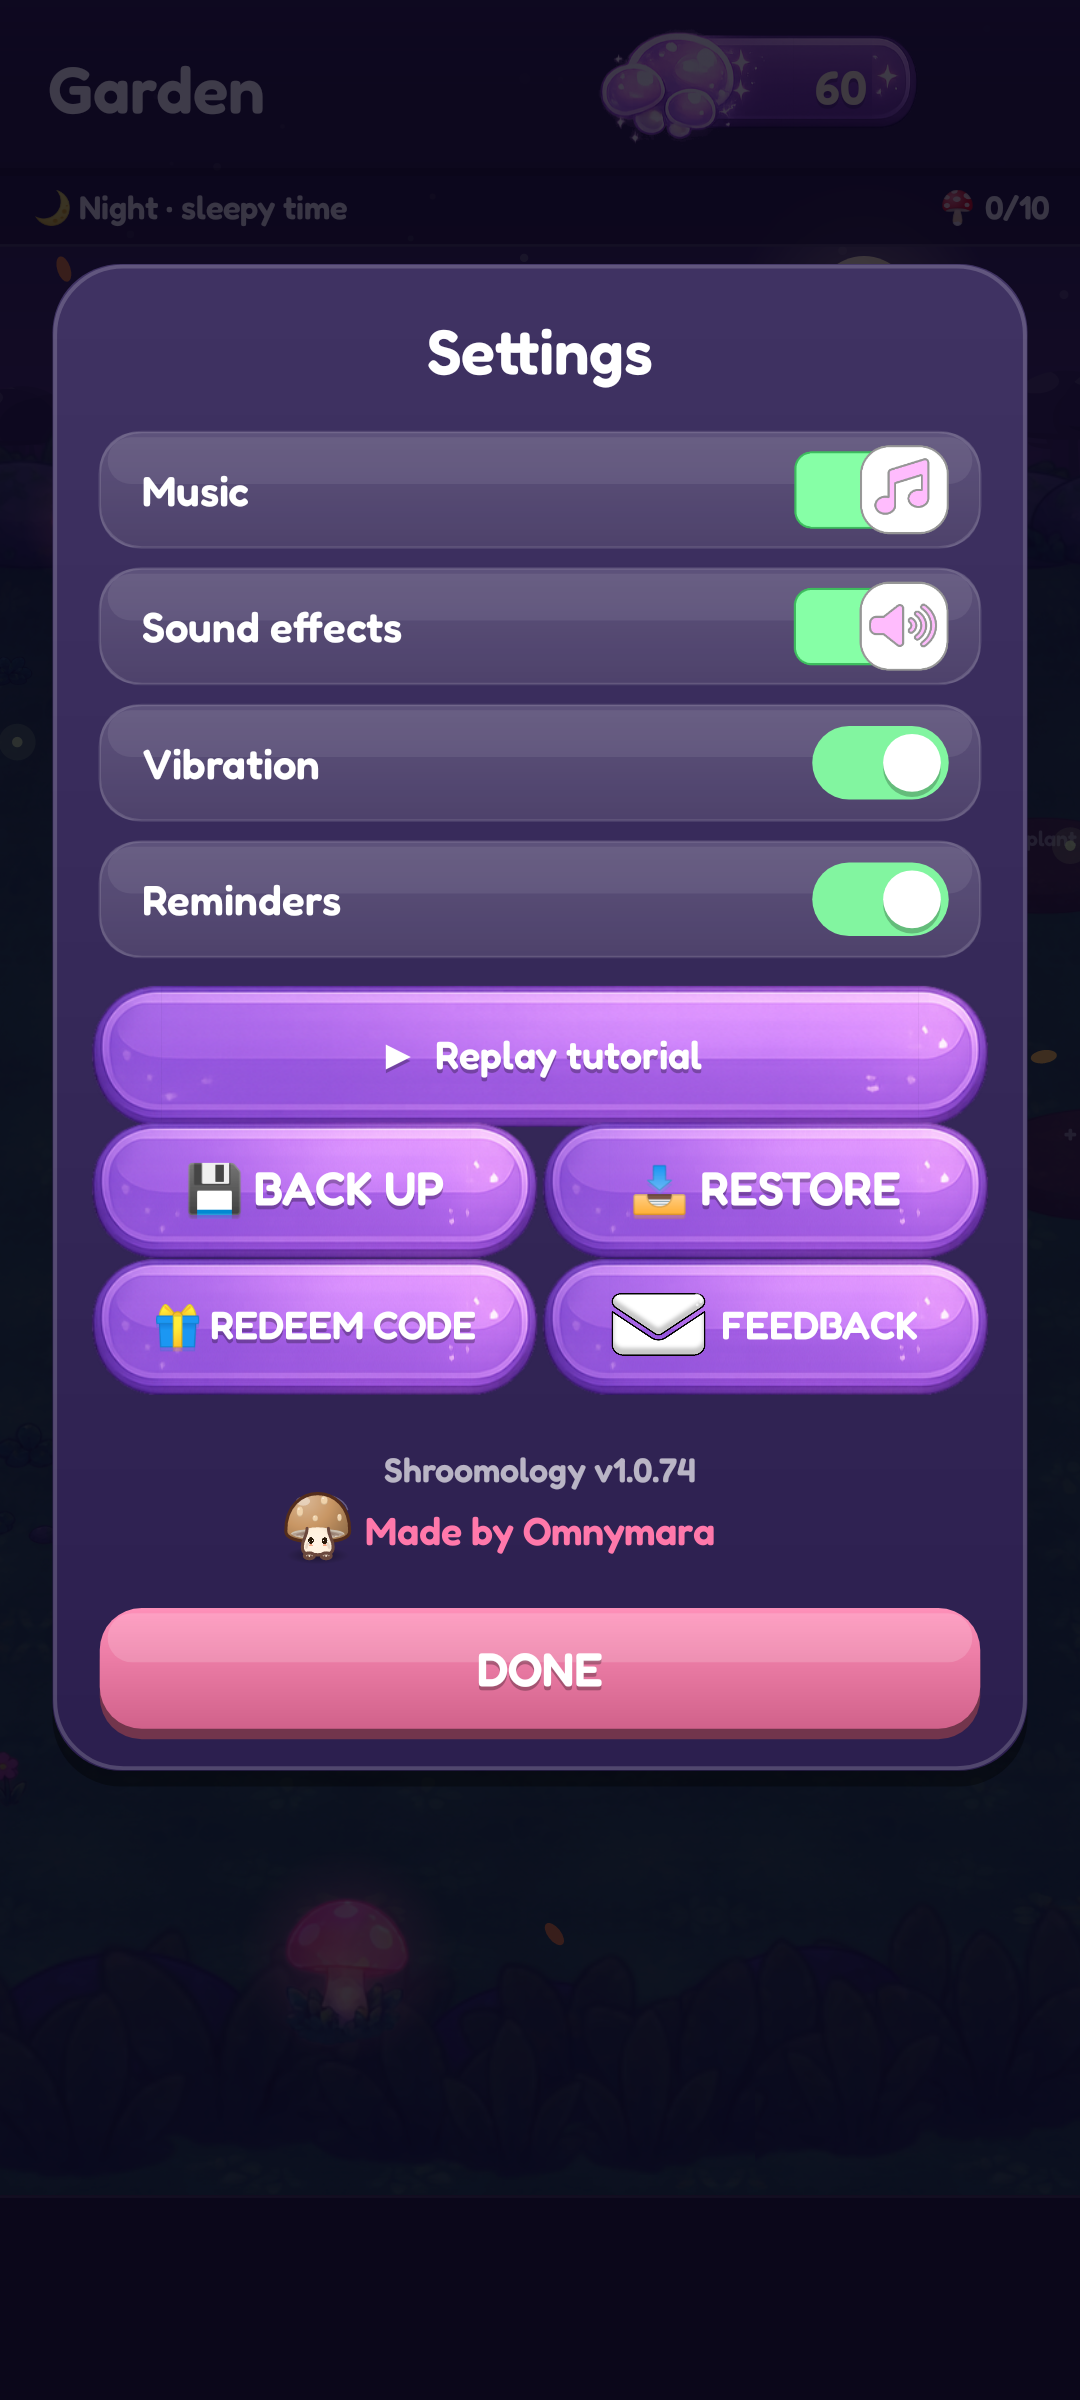 Garden
60
Night · sleepy time
0/10
Settings
Music
Sound effects
Vibration
Reminders
plant
Replay tutorial
BACK UP
RESTORE
REDEEM CODE
FEEDBACK
Shroomology v1.0.74
Made by Omnymara
DONE